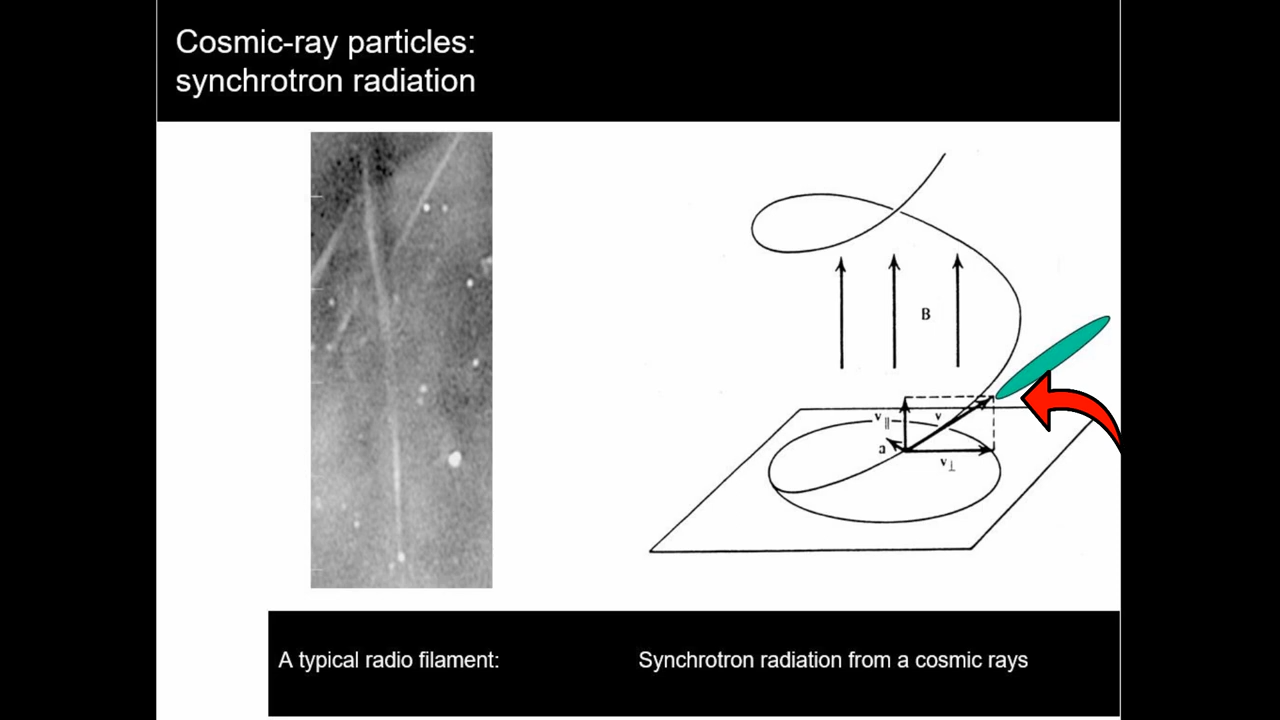 Cosmic-ray particles:
synchrotron radiation
B
v∥
v
a
v⊥
A typical radio filament:
Synchrotron radiation from a cosmic rays